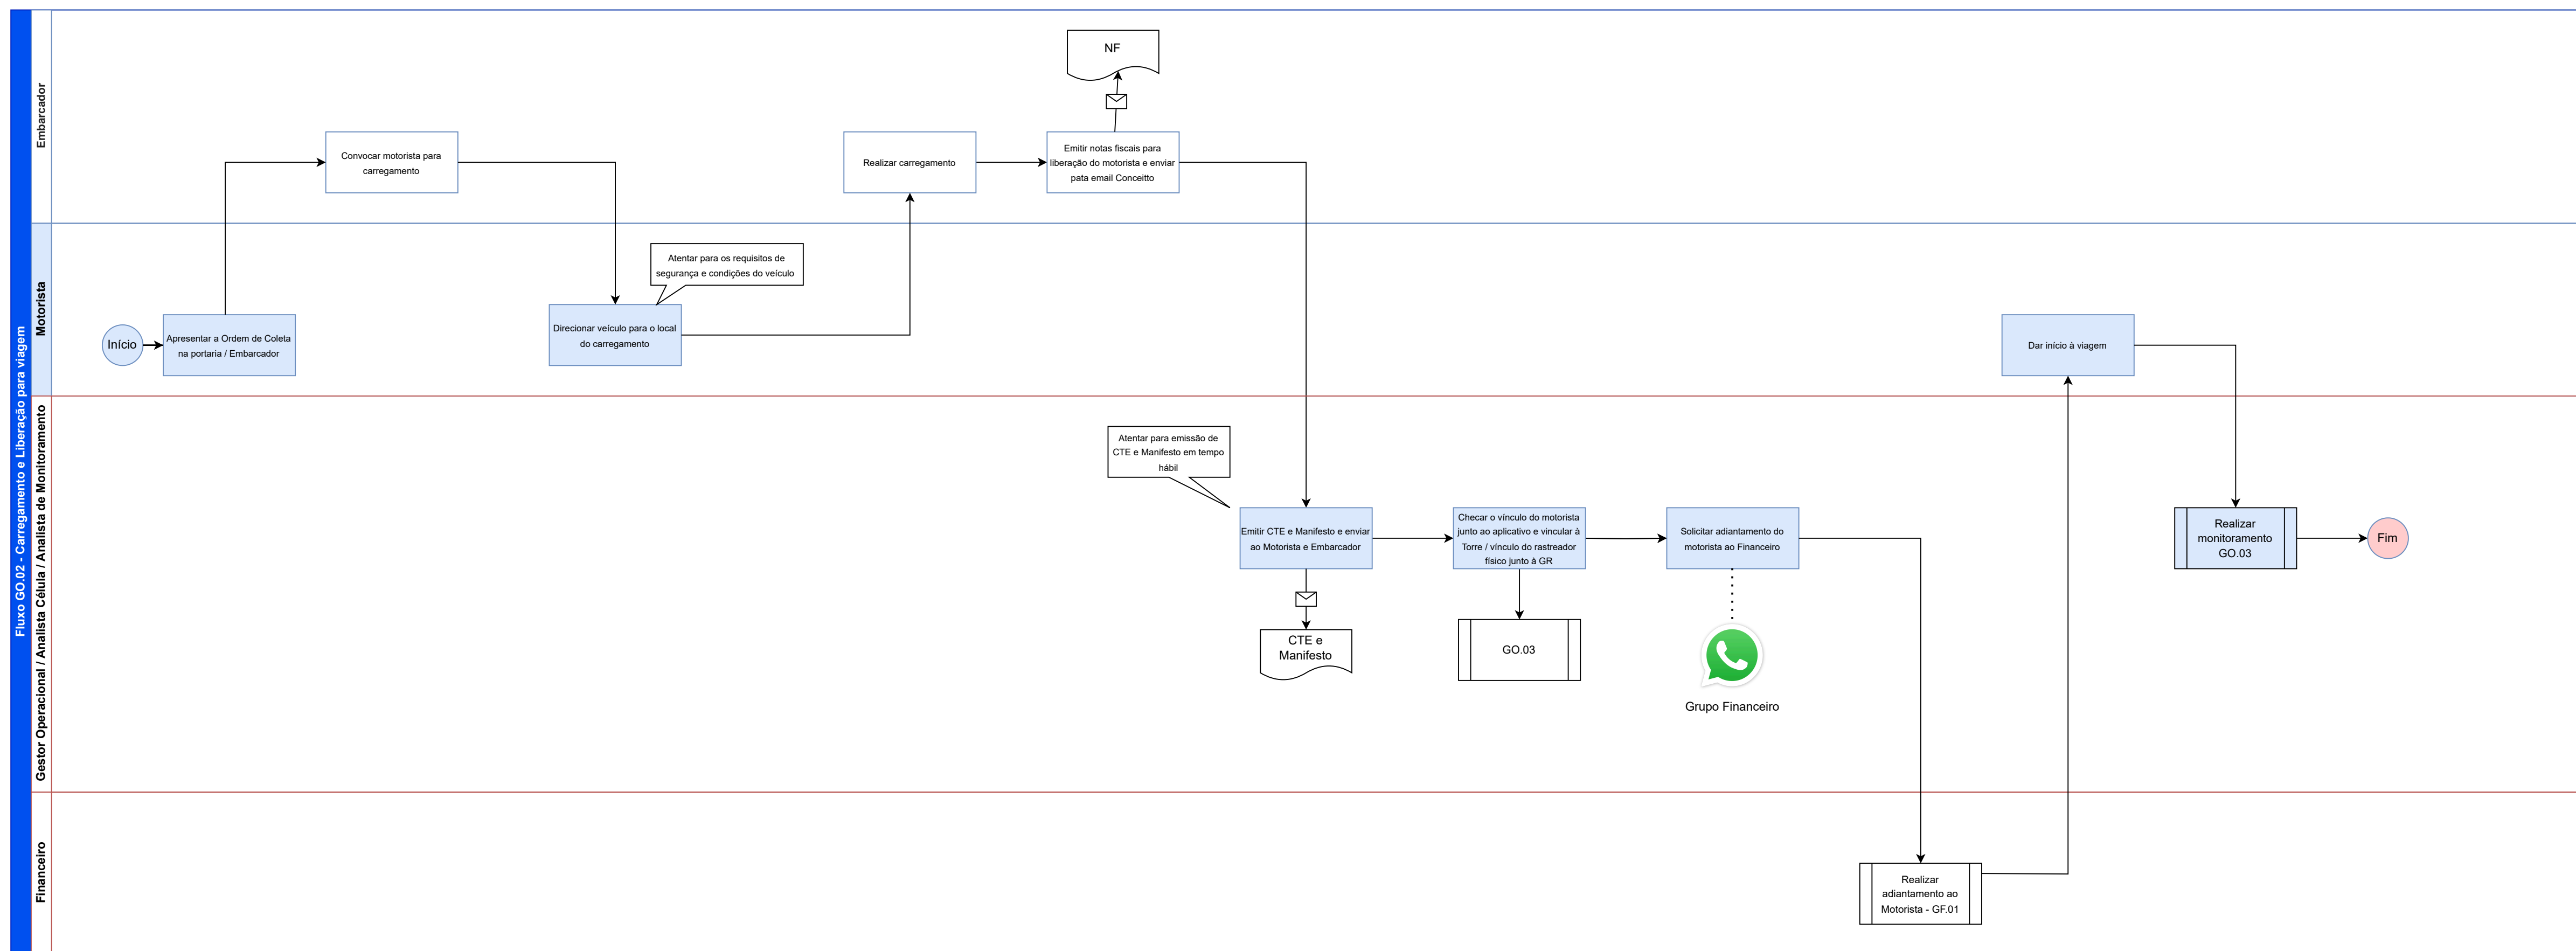 Fluxo GO.02 - Carregamento e Liberação para viagem
Embarcador
NF
Convocar motorista para
carregamento
Realizar carregamento
Emitir notas fiscais para
liberação do motorista e enviar
pata email Conceitto
Motorista
Início
Apresentar a Ordem de Coleta
na portaria / Embarcador
Atentar para os requisitos de
segurança e condições do veículo
Direcionar veículo para o local
do carregamento
Dar início à viagem
Gestor Operacional / Analista Célula / Analista de Monitoramento
Atentar para emissão de
CTE e Manifesto em tempo
hábil
Emitir CTE e Manifesto e enviar
ao Motorista e Embarcador
CTE e
Manifesto
Checar o vínculo do motorista
junto ao aplicativo e vincular à
Torre / vínculo do rastreador
físico junto à GR
GO.03
Solicitar adiantamento do
motorista ao Financeiro
Grupo Financeiro
Realizar
monitoramento
GO.03
Fim
Financeiro
Realizar
adiantamento ao
Motorista - GF.01